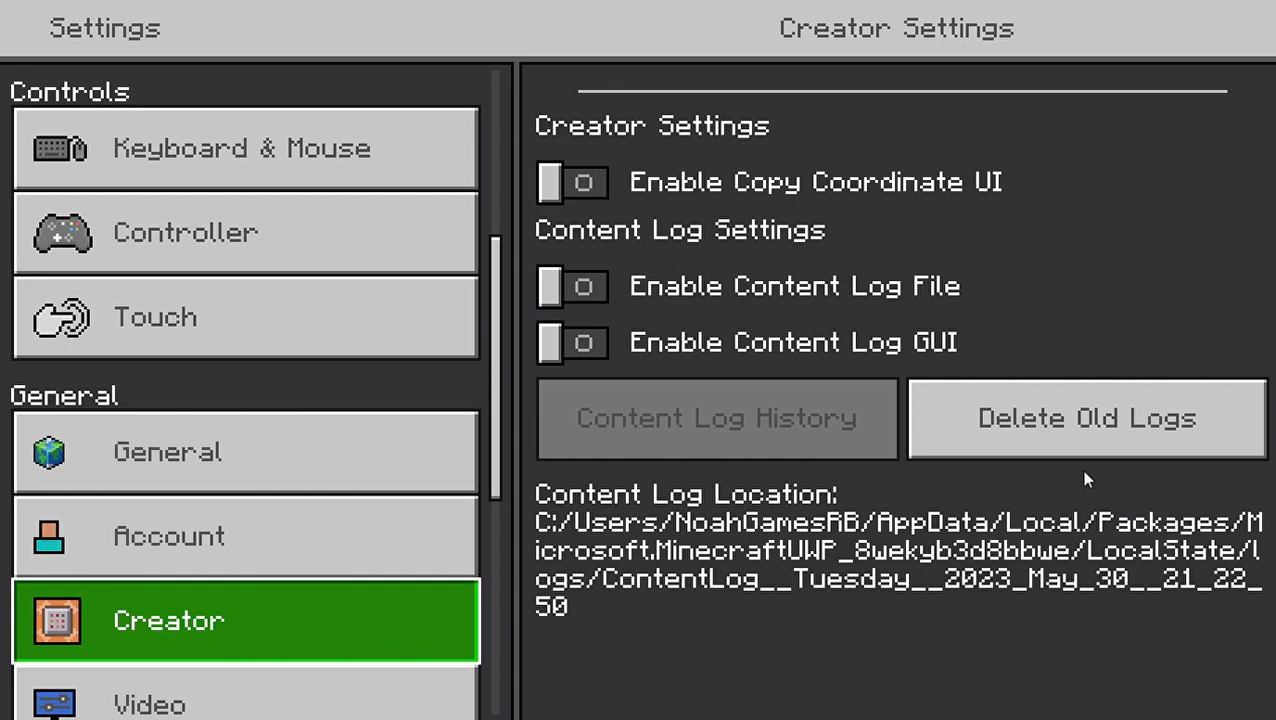 Settings
Creator Settings
Controls
Keyboard & Mouse
Controller
Touch
General
General
Account
Creator
Video
Creator Settings
Enable Copy Coordinate UI
Content Log Settings
Enable Content Log File
Enable Content Log GUI
Content Log History
Delete Old Logs
Content Log Location:
C:/Users/NoahGamesRB/AppData/Local/Packages/M
icrosoft.MinecraftUWP_8wekyb3d8bbwe/LocalState/l
ogs/ContentLog__Tuesday__2023_May_30__21_22_
50